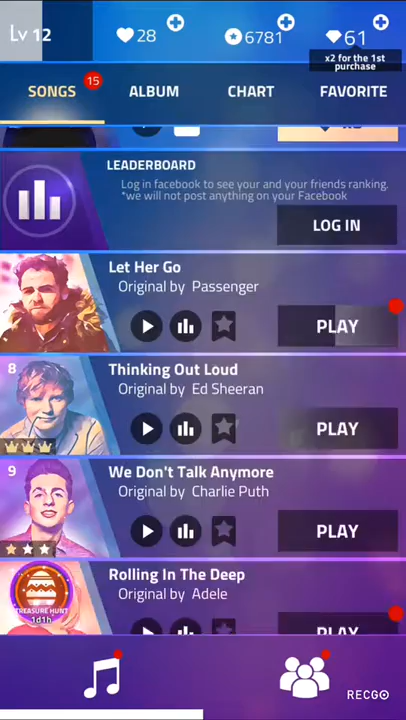 Lv 12
28
6781
61
x2 for the 1st
purchase
SONGS
15
ALBUM
CHART
FAVORITE
LEADERBOARD
Log in facebook to see your and your friends ranking.
*we will not post anything on your Facebook
LOG IN
Let Her Go
Original by Passenger
PLAY
8
Thinking Out Loud
Original by Ed Sheeran
PLAY
9
We Don't Talk Anymore
Original by Charlie Puth
PLAY
Rolling In The Deep
Original by Adele
TREASURE HUNT
1d1h
PLAY
RECGO